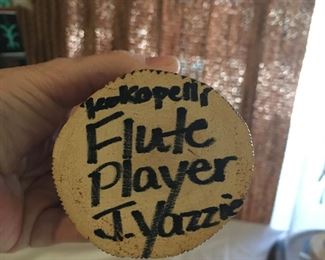 Kokopelli
Flute
Player
J. Yazzie